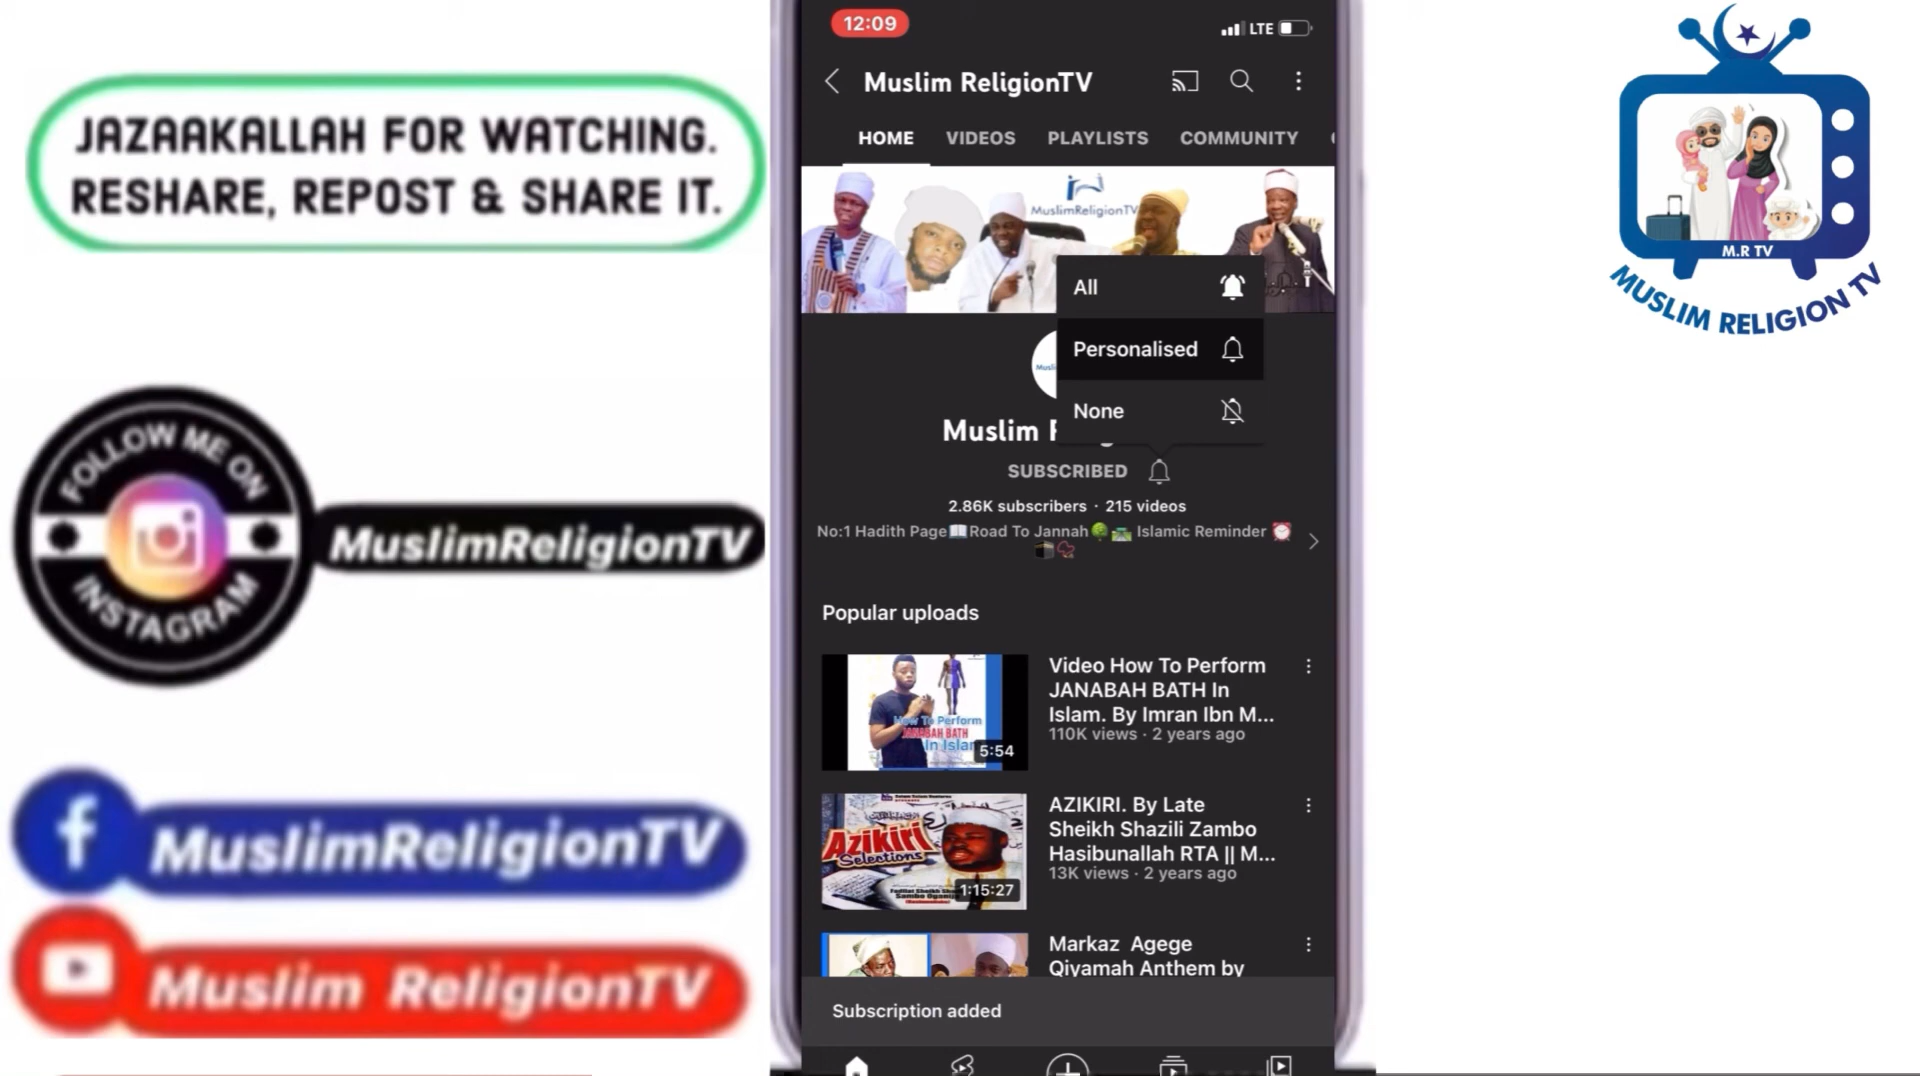 JAZAAKALLAH FOR WATCHING.
RESHARE, REPOST & SHARE IT.
FOLLOW ME ON
INSTAGRAM
MuslimReligionTV
MuslimReligionTV
Muslim ReligionTV
12:09
LTE
Muslim ReligionTV
HOME VIDEOS PLAYLISTS COMMUNITY
MuslimReligionTV
All
Personalised
None
Muslim
SUBSCRIBED
2.86K subscribers · 215 videos
No:1 Hadith Page📖Road To Jannah🌳🛣️ Islamic Reminder ⏰
🕋📿
Popular uploads
How To Perform
JANABAH BATH
In Islam
5:54
Video How To Perform
JANABAH BATH In
Islam. By Imran Ibn M...
110K views · 2 years ago
Azikiri
Selections
1:15:27
AZIKIRI. By Late
Sheikh Shazili Zambo
Hasibunallah RTA || M...
13K views · 2 years ago
Markaz Agege
Qiyamah Anthem by
Subscription added
M.R TV
MUSLIM RELIGION TV